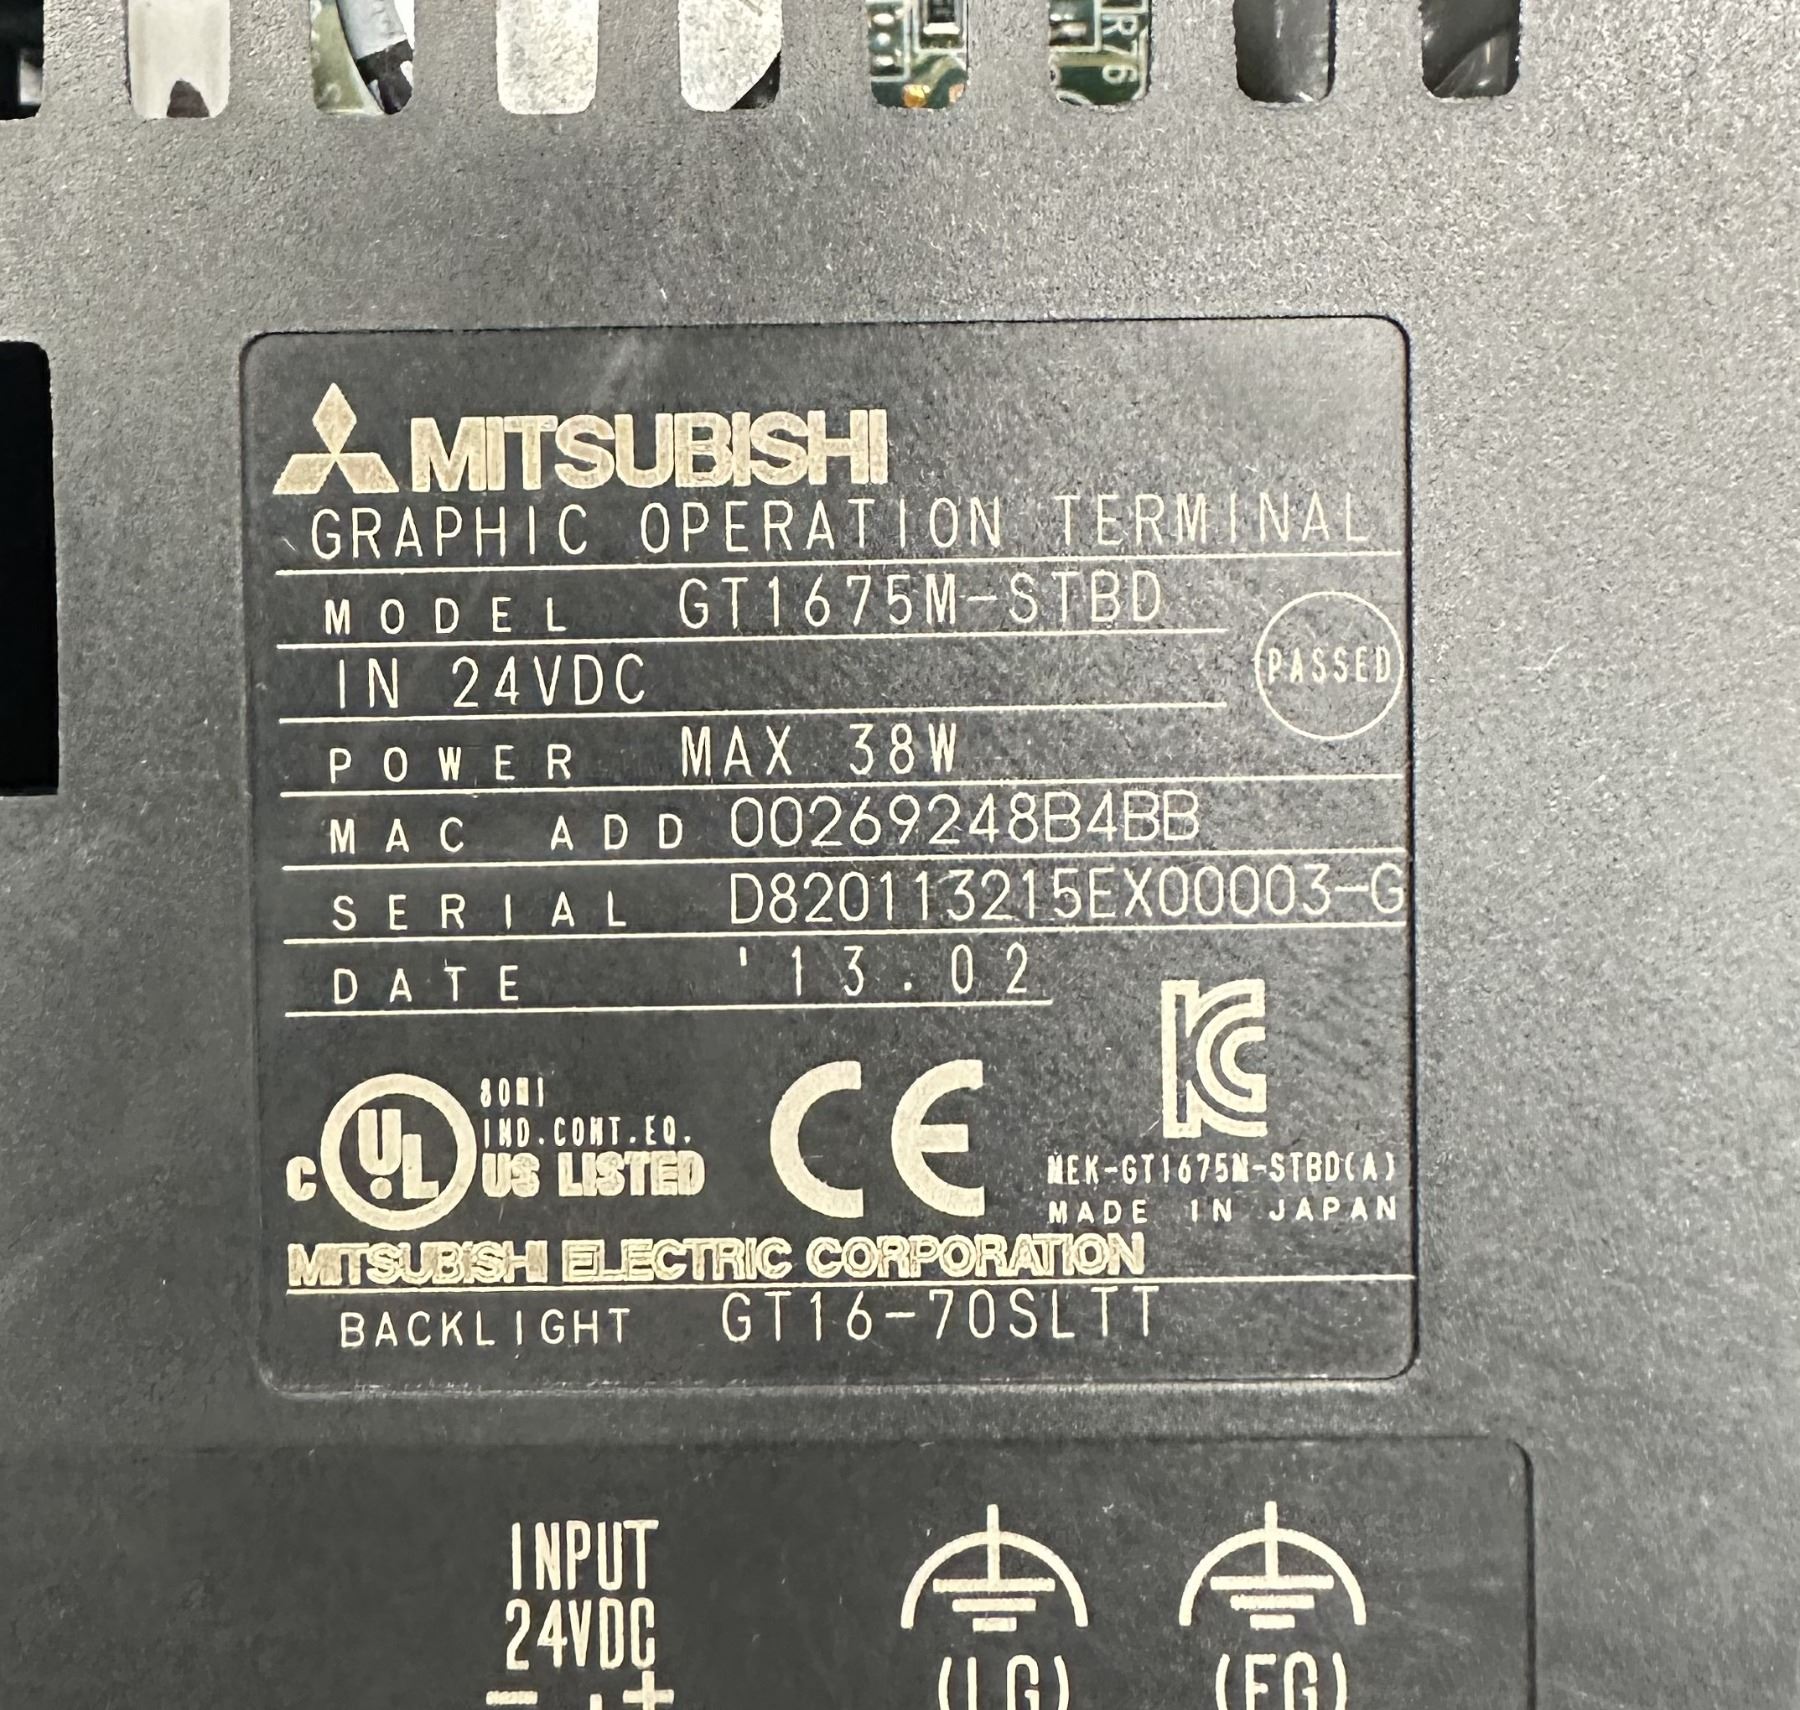 R76
MITSUBISHI
GRAPHIC OPERATION TERMINAL
MODEL GT1675M-STBD
IN 24VDC
PASSED
POWER MAX 38W
MAC ADD 00269248B4BB
SERIAL D820113215EX00003-G
DATE '13.02
80M1
IND.CONT.EQ.
C UL US LISTED
CE
KC
MEK-GT1675M-STBD(A)
MADE IN JAPAN
MITSUBISHI ELECTRIC CORPORATION
BACKLIGHT GT16-70SLTT
INPUT
24VDC
- +
(LG) (FG)